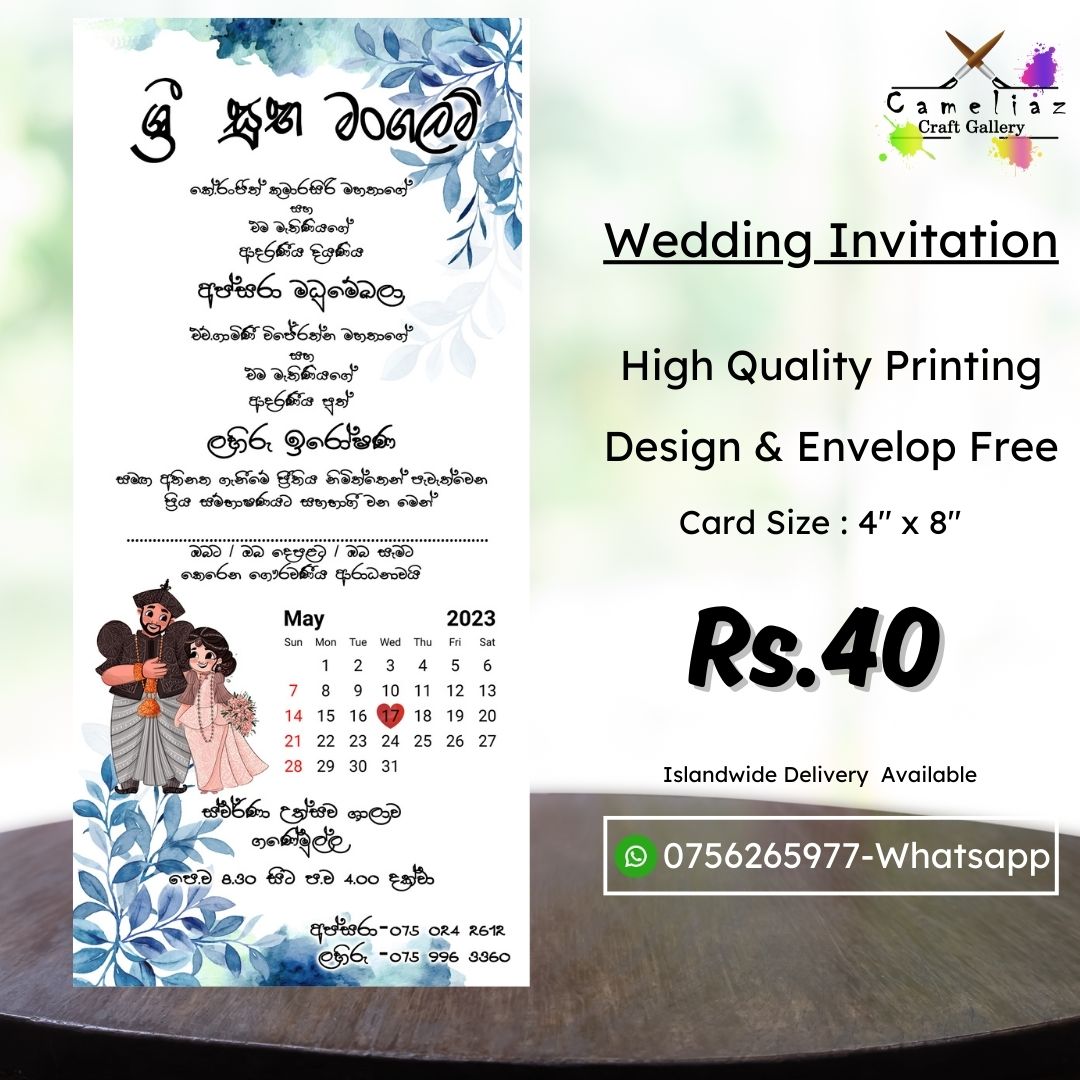 ශ්‍රී සුභ මංගලම්
කේ.රංජිත් කුමාරසිරි මහතාගේ
සහ
එම මැතිණියගේ
ආදරණීය දියණිය
අප්සරා මධුමේඛලා
එච්.ගාමිණී විජේරත්න මහතාගේ
සහ
එම මැතිණියගේ
ආදරණීය පුත්
ලහිරු ඉරෝෂණ
සමඟ අතිනත ගැනීමේ ප්‍රීතිය නිමිත්තෙන් පැවැත්වෙන
ප්‍රිය සම්භාෂණයට සහභාගී වන මෙන්
................................................................................
ඔබට / ඔබ දෙපළට / ඔබ සැමට
කෙරෙන ගෞරවණීය ආරාධනාවයි
May 2023
Sun Mon Tue Wed Thu Fri Sat
1 2 3 4 5 6
7 8 9 10 11 12 13
14 15 16 17 18 19 20
21 22 23 24 25 26 27
28 29 30 31
ස්වර්ණා උත්සව ශාලාව
ගණේමුල්ල
පෙ.ව 8.30 සිට ප.ව 4.00 දක්වා
අප්සරා-075 024 2612
ලහිරු -075 996 3360
Cameliaz
Craft Gallery
Wedding Invitation
High Quality Printing
Design & Envelop Free
Card Size : 4" x 8"
Rs.40
Islandwide Delivery Available
0756265977-Whatsapp